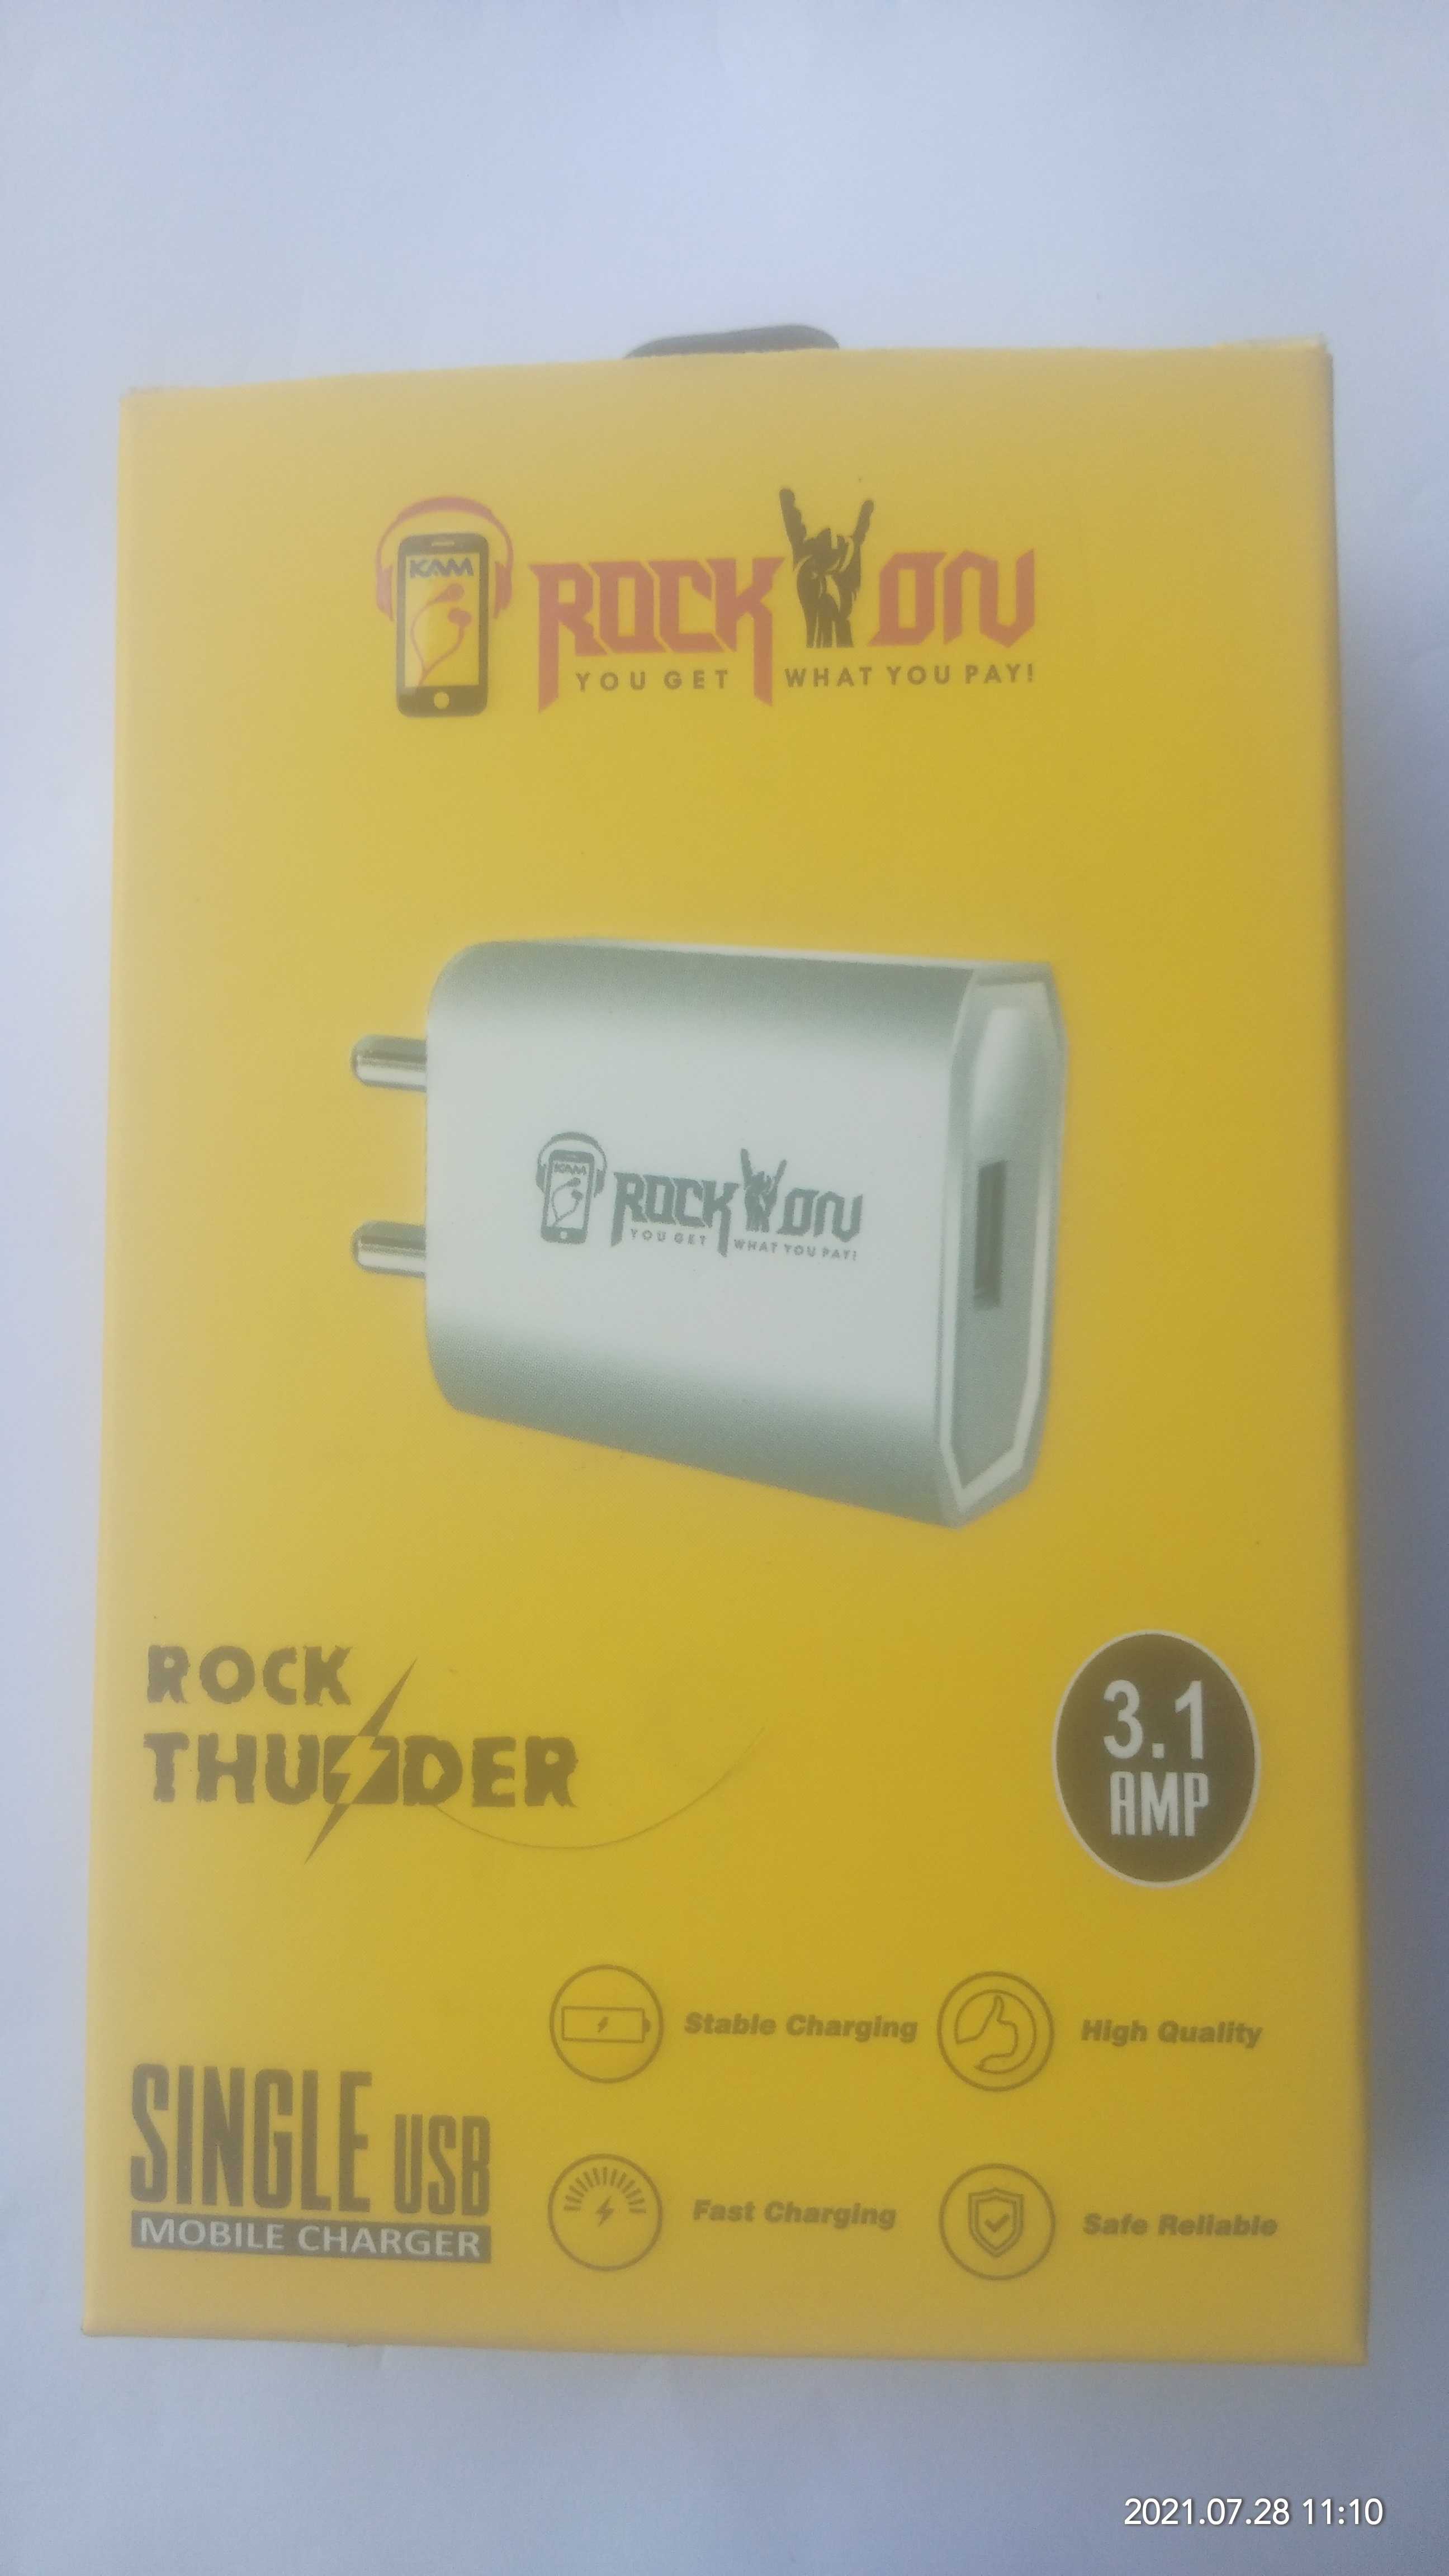 KAM
ROCK ON
YOU GET WHAT YOU PAY!
KAM
ROCK ON
YOU GET WHAT YOU PAY!
ROCK
THUNDER
3.1
AMP
Stable Charging
High Quality
SINGLE USB
MOBILE CHARGER
Fast Charging
Safe Reliable
2021.07.28 11:10